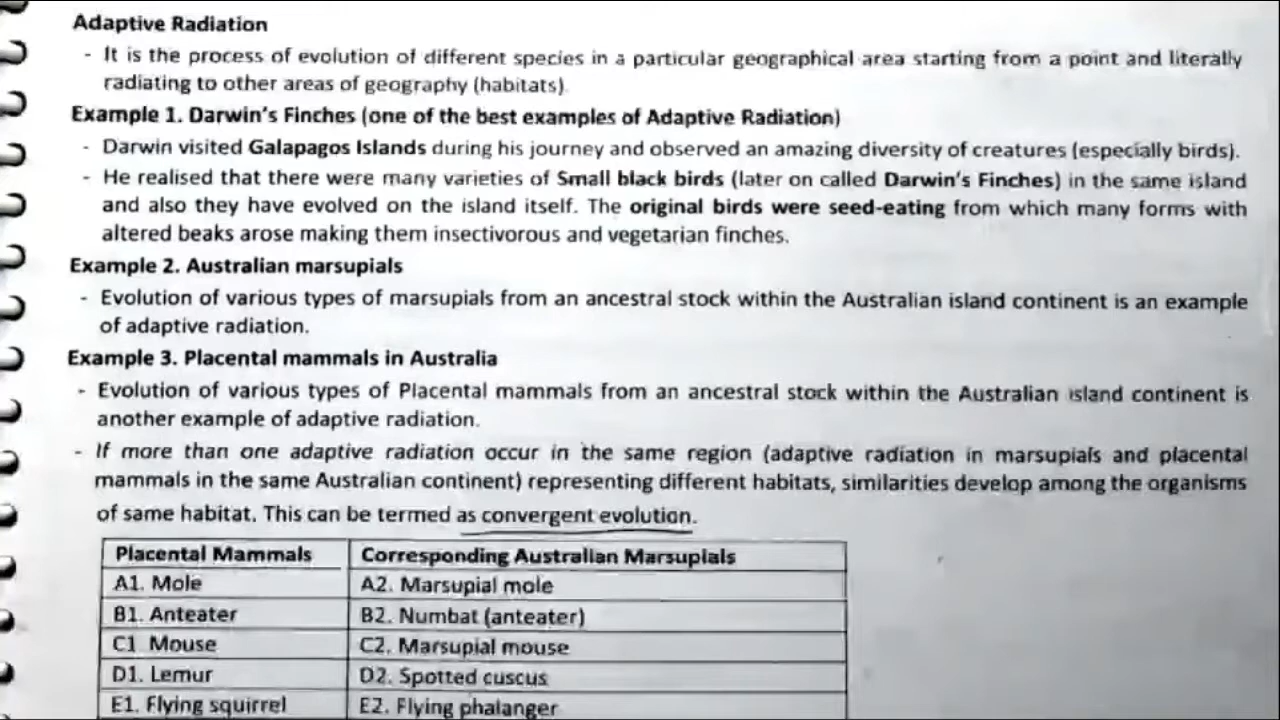 Adaptive Radiation
- It is the process of evolution of different species in a particular geographical area starting from a point and literally
radiating to other areas of geography (habitats).
Example 1. Darwin's Finches (one of the best examples of Adaptive Radiation)
- Darwin visited Galapagos Islands during his journey and observed an amazing diversity of creatures (especially birds).
- He realised that there were many varieties of Small black birds (later on called Darwin's Finches) in the same island
and also they have evolved on the island itself. The original birds were seed-eating from which many forms with
altered beaks arose making them insectivorous and vegetarian finches.
Example 2. Australian marsupials
- Evolution of various types of marsupials from an ancestral stock within the Australian island continent is an example
of adaptive radiation.
Example 3. Placental mammals in Australia
- Evolution of various types of Placental mammals from an ancestral stock within the Australian island continent is
another example of adaptive radiation.
- If more than one adaptive radiation occur in the same region (adaptive radiation in marsupials and placental
mammals in the same Australian continent) representing different habitats, similarities develop among the organisms
of same habitat. This can be termed as convergent evolution.
Placental Mammals Corresponding Australian Marsupials
A1. Mole A2. Marsupial mole
B1. Anteater B2. Numbat (anteater)
C1 Mouse C2. Marsupial mouse
D1. Lemur D2. Spotted cuscus
E1. Flying squirrel E2. Flying phalanger